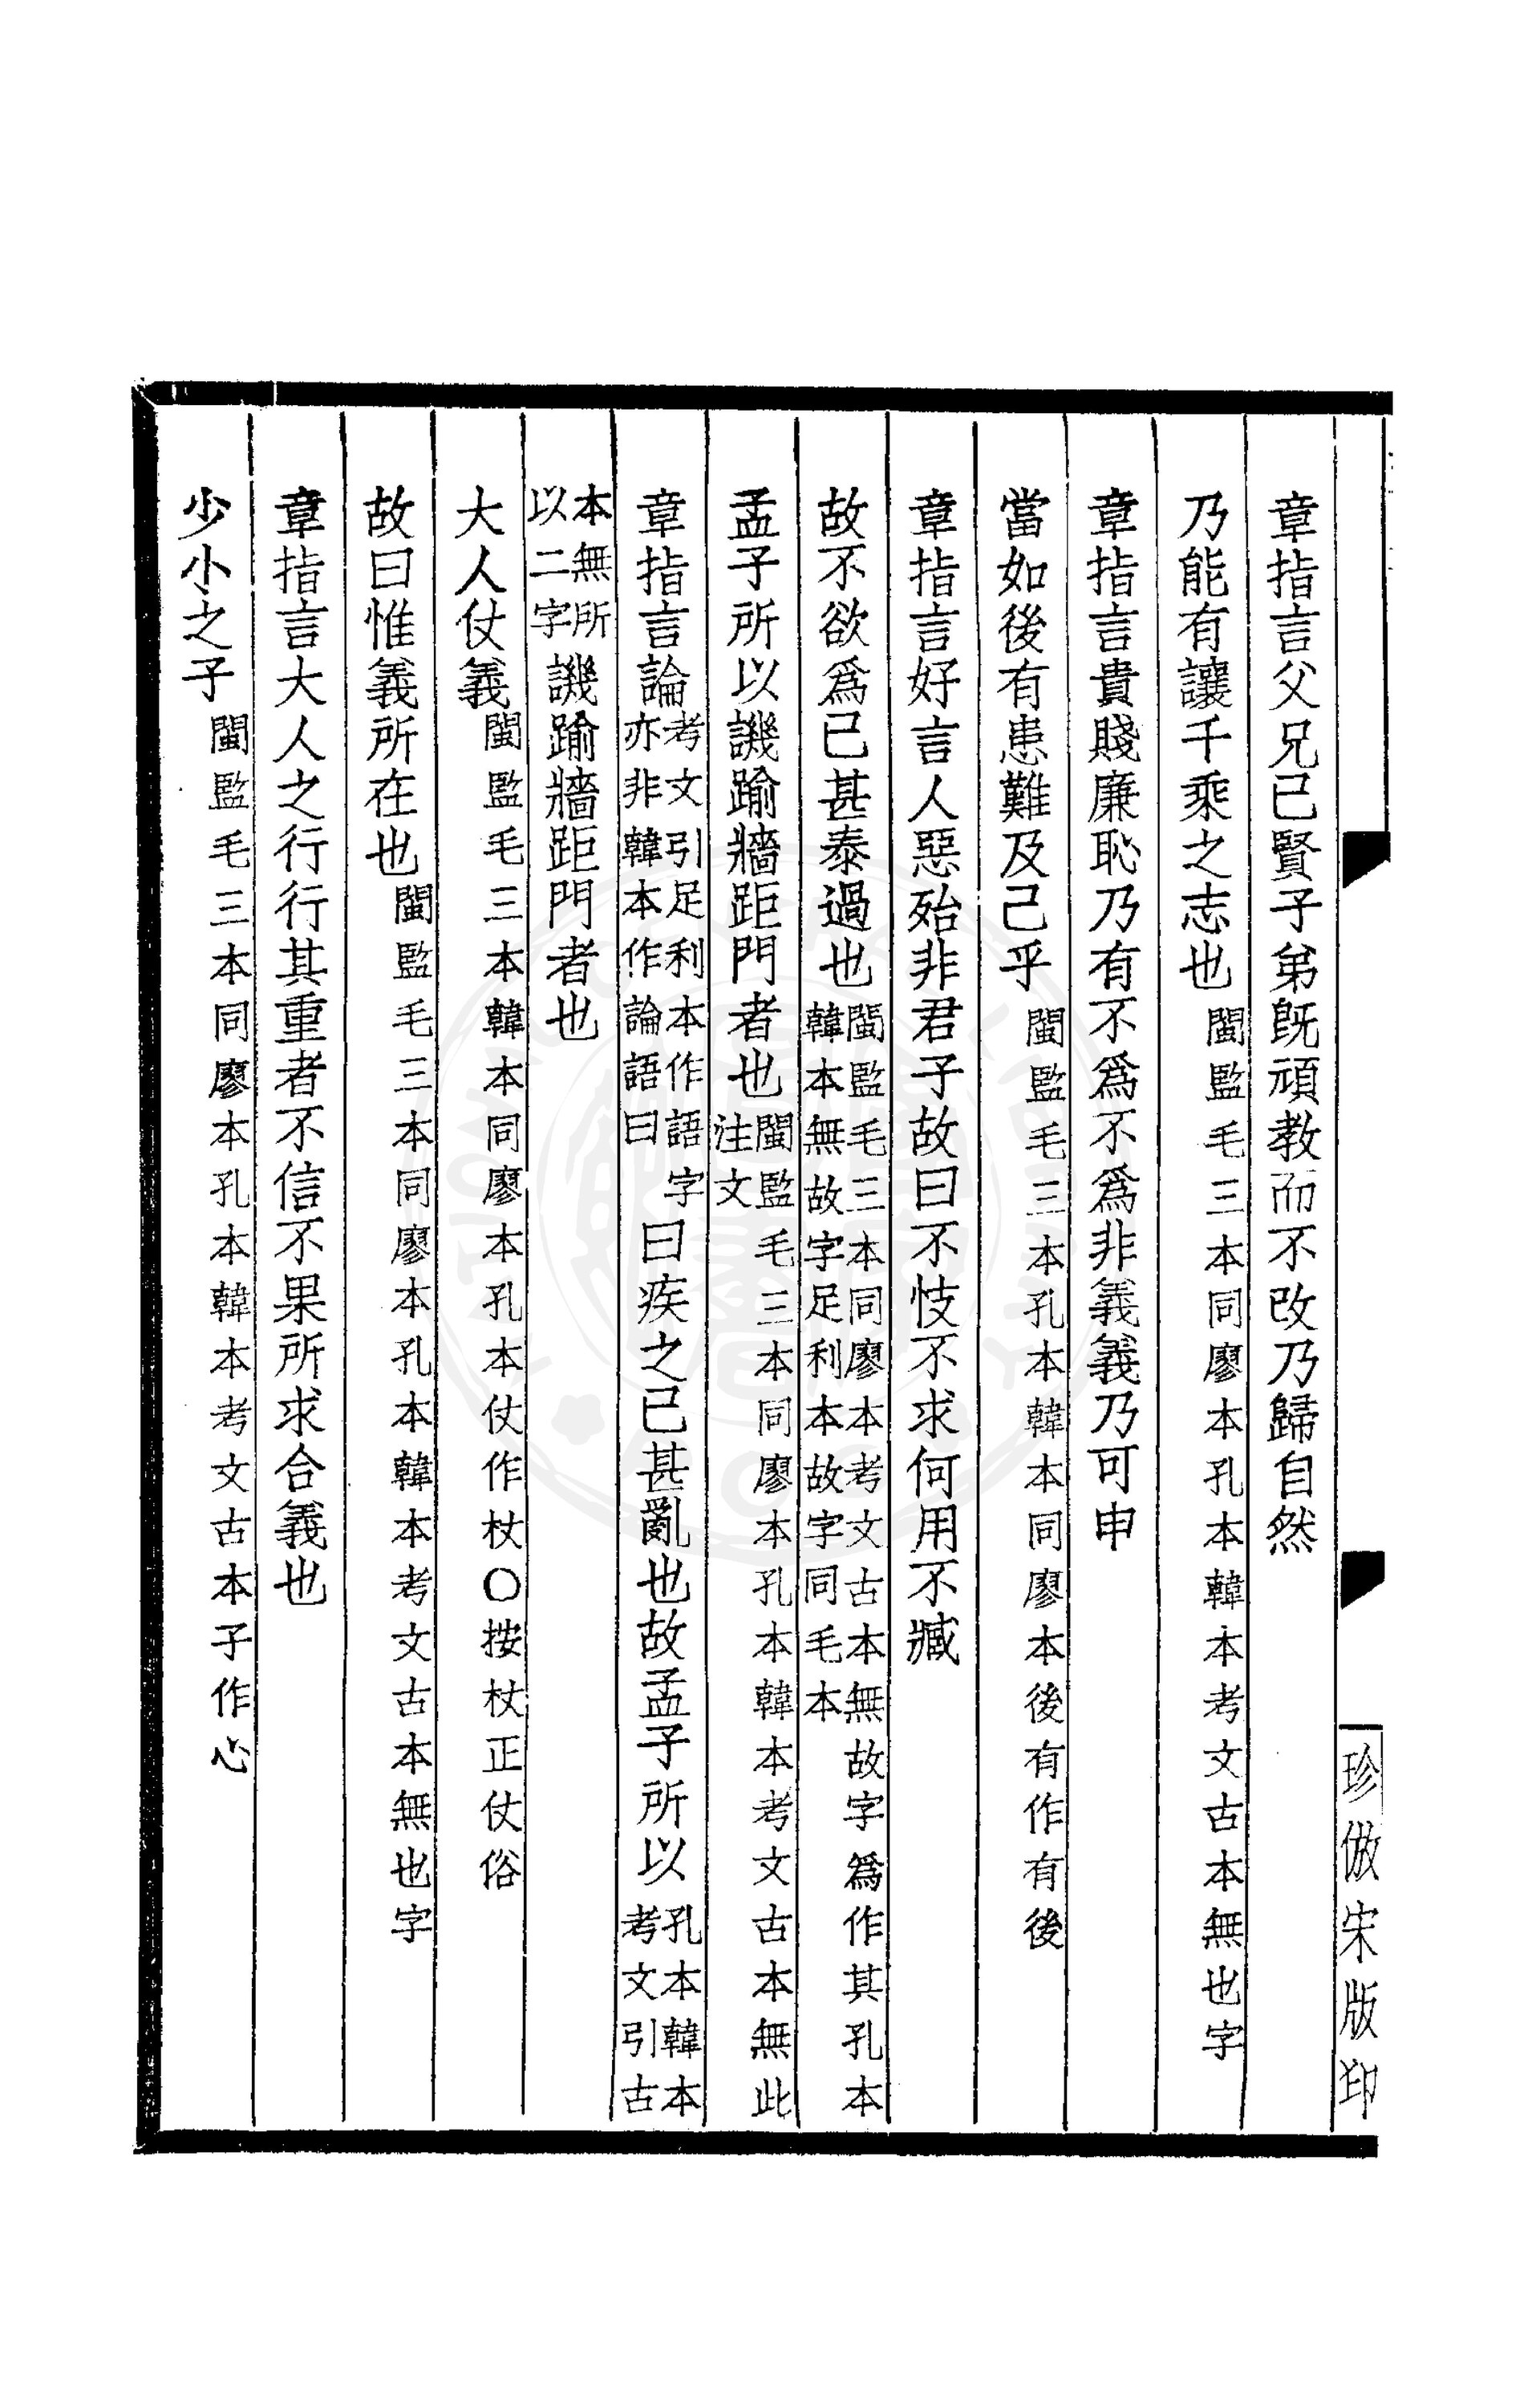 章指言父兄已賢子弟旣頑教而不改乃歸自然
乃能有讓千乘之志也閩監毛三本同廖本孔本韓本考文古本無也字
章指言貴賤廉恥乃有不爲不爲非義義乃可申
當如後有患難及己乎閩監毛三本孔本韓本同廖本後有作有後
章指言好言人惡殆非君子故曰不忮不求何用不臧
故不欲爲已甚泰過也閩監毛三本同廖本考文古本無故字爲作其孔本韓本無故字足利本故字同毛本
孟子所以譏踰牆距門者也閩監毛三本同廖本孔本韓本考文古本無此注文
章指言論考文引足利本作語字亦非韓本作論語曰曰疾之已甚亂也故孟子所以孔本韓本考文引古
本無所以二字譏踰牆距門者也
大人仗義閩監毛三本韓本同廖本孔本仗作杖〇按杖正仗俗
故曰惟義所在也閩監毛三本同廖本孔本韓本考文古本無也字
章指言大人之行行其重者不信不果所求合義也
少小之子閩監毛三本同廖本孔本韓本考文古本子作心
珍倣宋版印